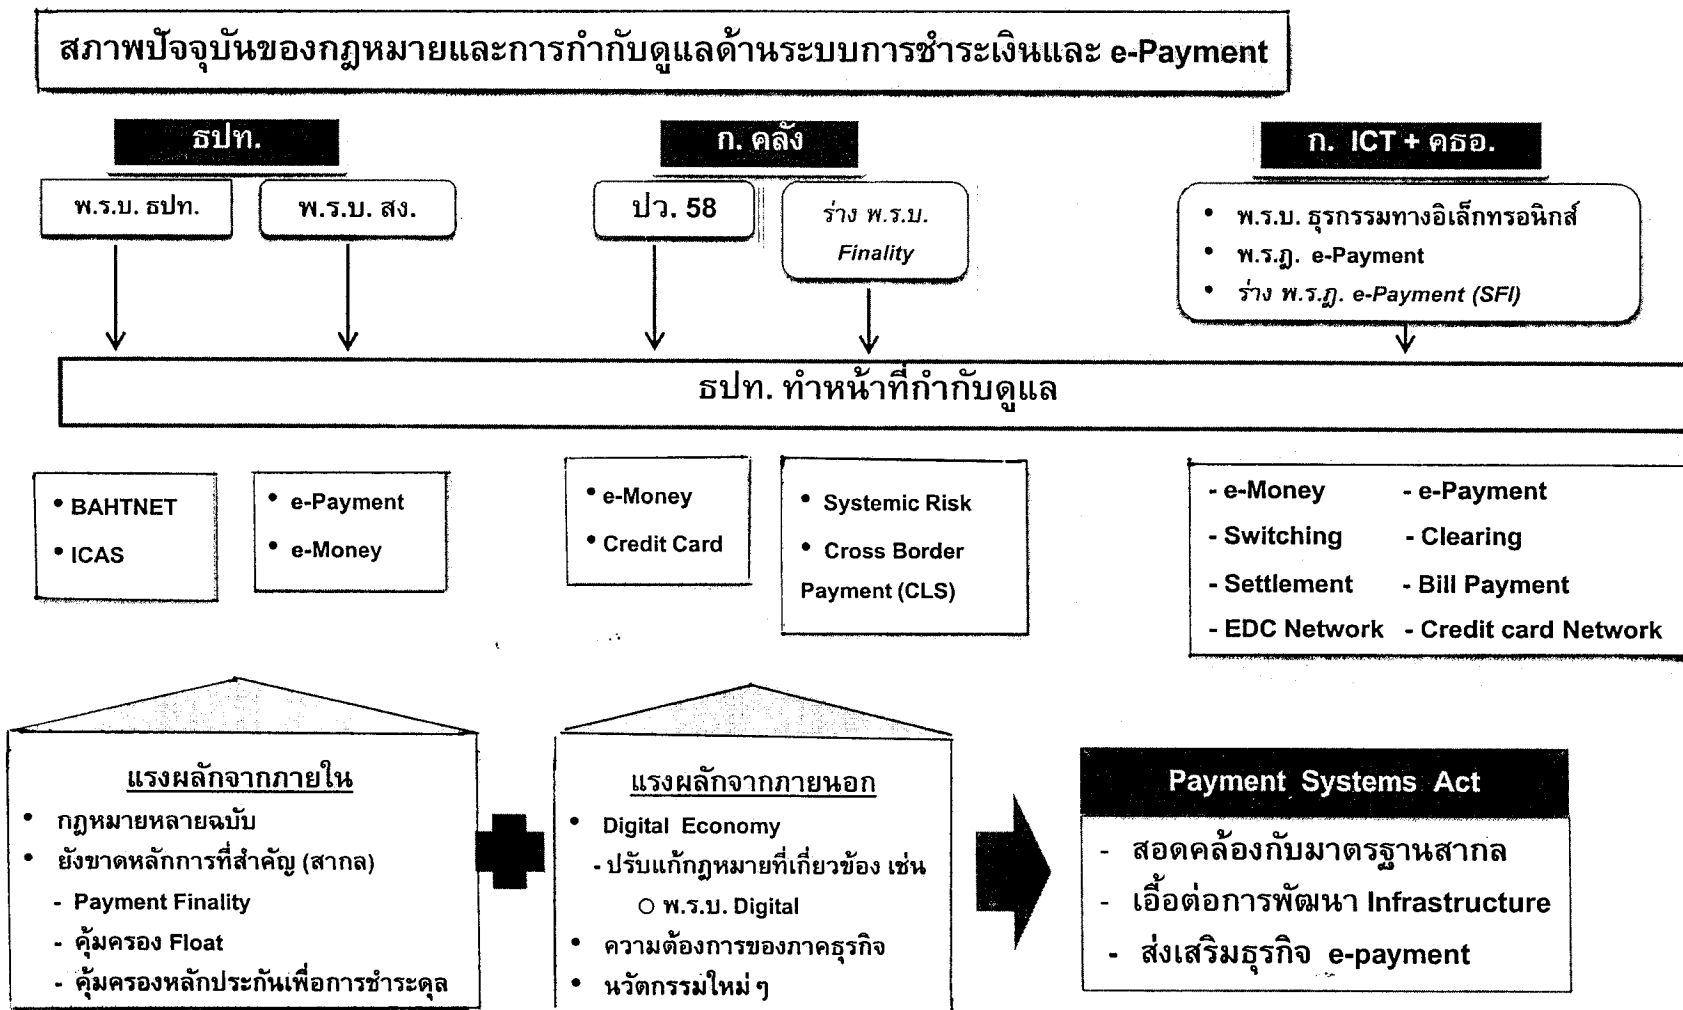 สภาพปัจจุบันของกฎหมายและการกำกับดูแลด้านระบบการชำระเงินและ e-Payment
ธปท.
ก. คลัง
ก. ICT + คธอ.
พ.ร.บ. ธปท.
พ.ร.บ. สง.
ปว. 58
ร่าง พ.ร.บ.
Finality
• พ.ร.บ. ธุรกรรมทางอิเล็กทรอนิกส์
• พ.ร.ฎ. e-Payment
• ร่าง พ.ร.ฎ. e-Payment (SFI)
ธปท. ทำหน้าที่กำกับดูแล
• BAHTNET
• ICAS
• e-Payment
• e-Money
• e-Money
• Credit Card
• Systemic Risk
• Cross Border
Payment (CLS)
- e-Money - e-Payment
- Switching - Clearing
- Settlement - Bill Payment
- EDC Network - Credit card Network
แรงผลักจากภายใน
• กฎหมายหลายฉบับ
• ยังขาดหลักการที่สำคัญ (สากล)
- Payment Finality
- คุ้มครอง Float
- คุ้มครองหลักประกันเพื่อการชำระดุล
แรงผลักจากภายนอก
• Digital Economy
- ปรับแก้กฎหมายที่เกี่ยวข้อง เช่น
○ พ.ร.บ. Digital
• ความต้องการของภาคธุรกิจ
• นวัตกรรมใหม่ ๆ
Payment Systems Act
- สอดคล้องกับมาตรฐานสากล
- เอื้อต่อการพัฒนา Infrastructure
- ส่งเสริมธุรกิจ e-payment